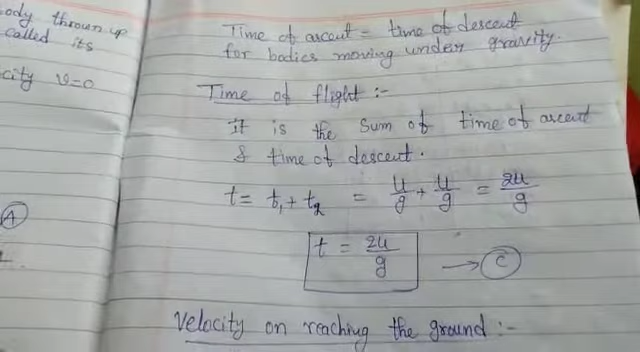 ody thrown up
called its
city v=0
A
Time of ascent = time of descent
for bodies moving under gravity.
Time of flight :-
it is the sum of time of ascent
& time of descent.
t = t₁ + t₂ = u/g + u/g = 2u/g
t = 2u/g → C
Velocity on reaching the ground :-